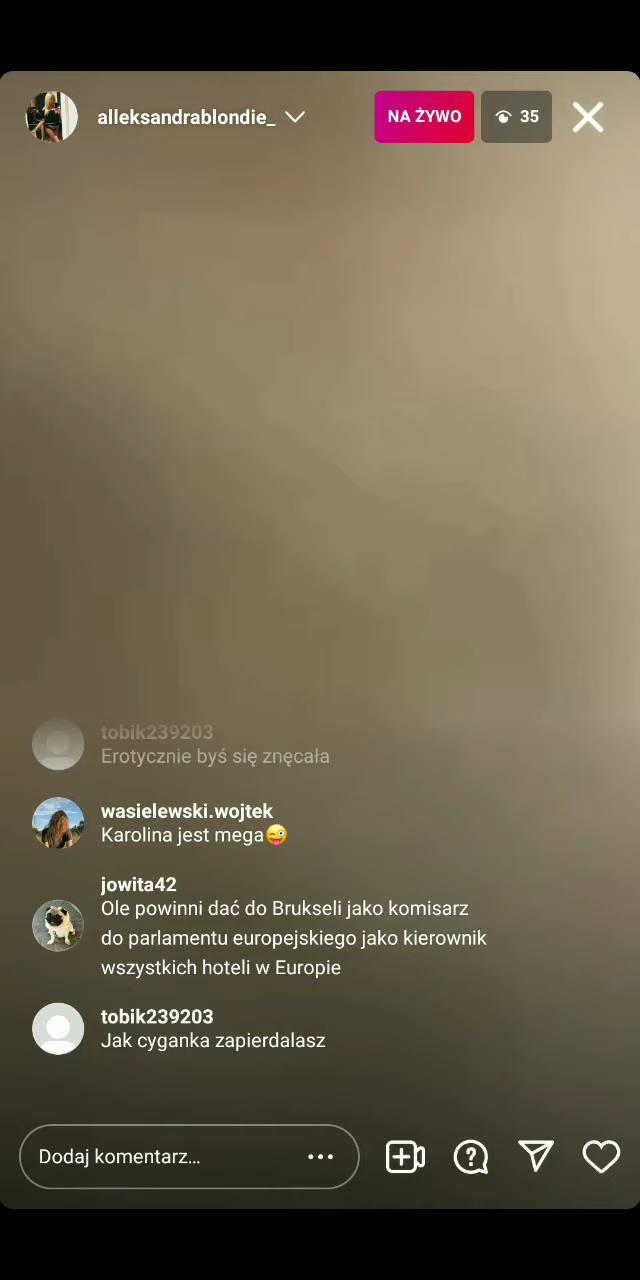 alleksandrablondie_
NA ŻYWO
35
tobik239203
Erotycznie byś się znęcała
wasielewski.wojtek
Karolina jest mega😜
jowita42
Ole powinni dać do Brukseli jako komisarz
do parlamentu europejskiego jako kierownik
wszystkich hoteli w Europie
tobik239203
Jak cyganka zapierdalasz
Dodaj komentarz...